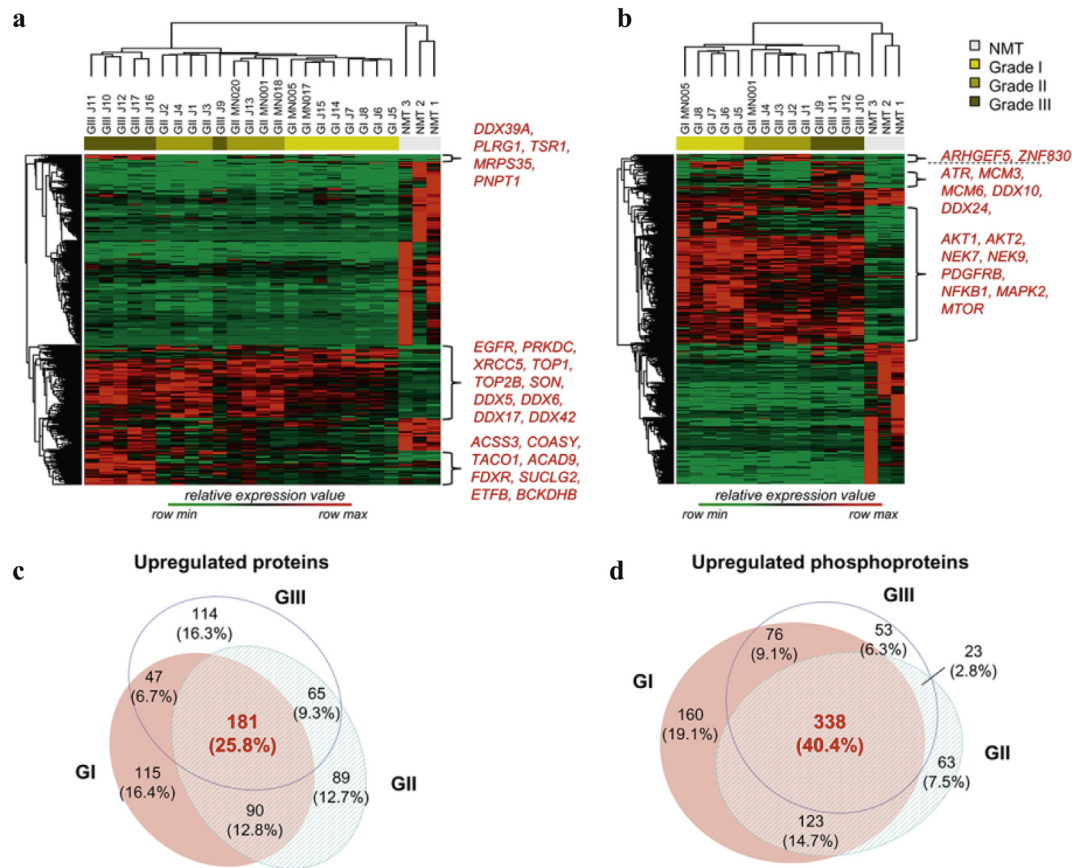 a
GIII J11
GIII J10
GIII J12
GIII J17
GIII J16
GII J2
GII J4
GII J1
GII J3
GIII J9
GII MN020
GII J13
GII MN001
GII MN018
GI MN005
GI MN017
GI J15
GI J14
GI J7
GI J8
GI J6
GI J5
NMT 3
NMT 2
NMT 1
DDX39A,
PLRG1, TSR1,
MRPS35,
PNPT1
EGFR, PRKDC,
XRCC5, TOP1,
TOP2B, SON,
DDX5, DDX6,
DDX17, DDX42
ACSS3, COASY,
TACO1, ACAD9,
FDXR, SUCLG2,
ETFB, BCKDHB
relative expression value
row min row max
b
NMT
Grade I
Grade II
Grade III
GI MN005
GI J8
GI J7
GI J6
GI J5
GII MN001
GII J4
GII J3
GII J2
GII J1
GIII J9
GIII J11
GIII J12
GIII J10
NMT 3
NMT 2
NMT 1
ARHGEF5, ZNF830
ATR, MCM3,
MCM6, DDX10,
DDX24,
AKT1, AKT2,
NEK7, NEK9,
PDGFRB,
NFKB1, MAPK2,
MTOR
relative expression value
row min row max
c
Upregulated proteins
GIII
114
(16.3%)
47
(6.7%)
65
(9.3%)
181
(25.8%)
GI
115
(16.4%)
89
(12.7%)
GII
90
(12.8%)
d
Upregulated phosphoproteins
GIII
76
(9.1%)
53
(6.3%)
23
(2.8%)
GI
160
(19.1%)
338
(40.4%)
GII
63
(7.5%)
123
(14.7%)